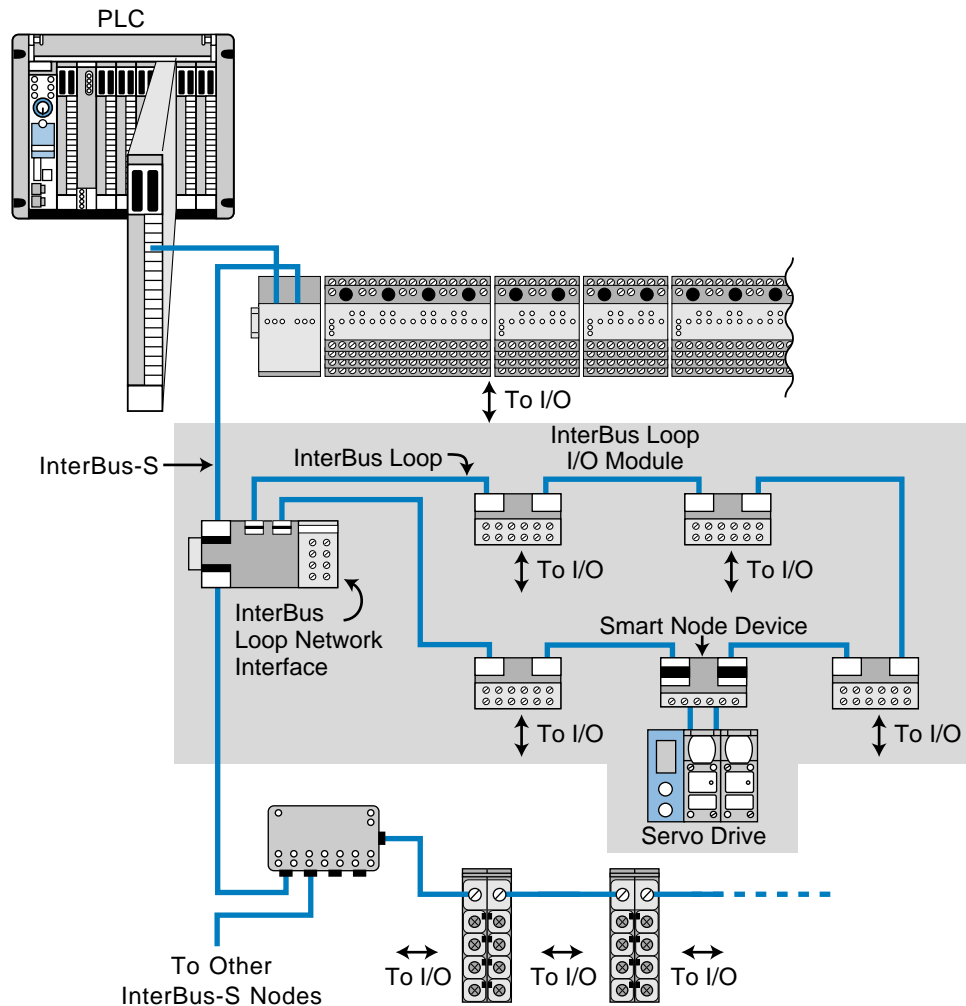 PLC
To I/O
InterBus-S
InterBus Loop
InterBus Loop
I/O Module
To I/O
To I/O
InterBus
Loop Network
Interface
Smart Node Device
To I/O
To I/O
Servo Drive
To Other
InterBus-S Nodes
To I/O
To I/O
To I/O